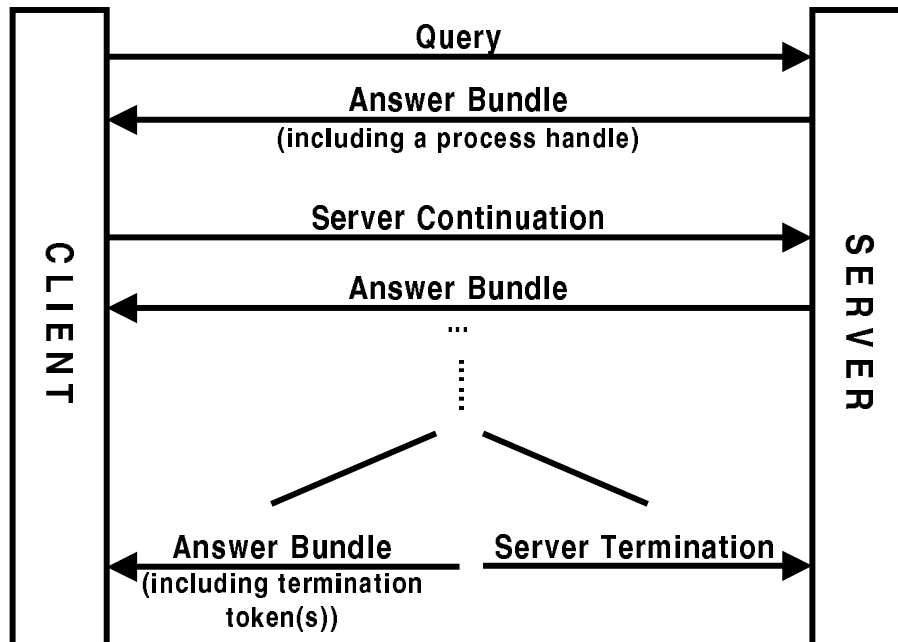 Query
Answer Bundle
(including a process handle)
Server Continuation
CLIENT
SERVER
Answer Bundle
...
......
Answer Bundle
(including termination
token(s))
Server Termination